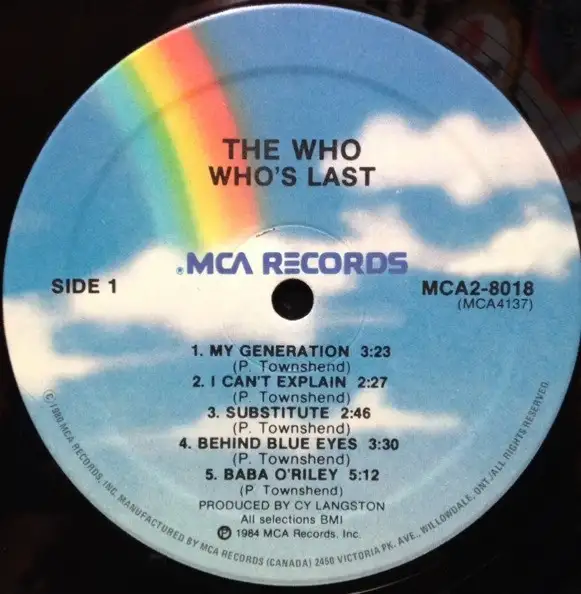 THE WHO
WHO'S LAST
MCA RECORDS
SIDE 1
MCA2-8018
(MCA4137)
1. MY GENERATION 3:23
(P. Townshend)
2. I CAN'T EXPLAIN 2:27
(P. Townshend)
3. SUBSTITUTE 2:46
(P. Townshend)
4. BEHIND BLUE EYES 3:30
(P. Townshend)
5. BABA O'RILEY 5:12
(P. Townshend)
PRODUCED BY CY LANGSTON
All selections BMI
℗ 1984 MCA Records, Inc.
© 1980 MCA RECORDS, INC. MANUFACTURED BY MCA RECORDS (CANADA) 2450 VICTORIA PK. AVE., WILLOWDALE, ONT./ALL RIGHTS RESERVED.